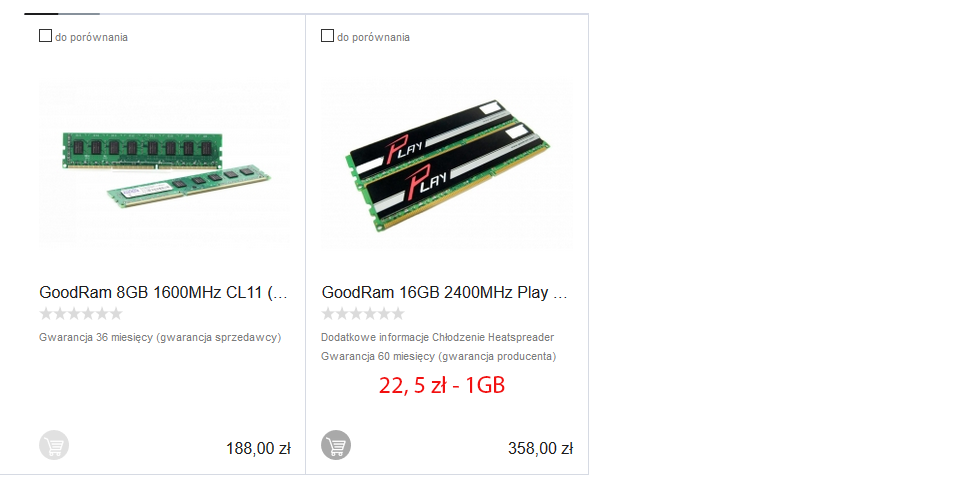 do porównania
GoodRam 8GB 1600MHz CL11 (...
Gwarancja 36 miesięcy (gwarancja sprzedawcy)
188,00 zł
do porównania
PLAY
PLAY
GoodRam 16GB 2400MHz Play ...
Dodatkowe informacje Chłodzenie Heatspreader
Gwarancja 60 miesięcy (gwarancja producenta)
22, 5 zł - 1GB
358,00 zł